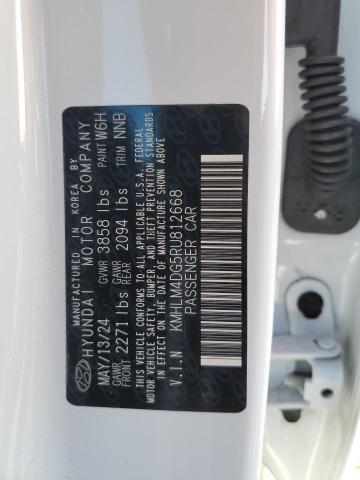 MANUFACTURED IN KOREA BY
HYUNDAI MOTOR COMPANY
MAY/13/24 GVWR 3858 lbs PAINT W6H
GAWR FRONT 2271 lbs GAWR REAR 2094 lbs TRIM NNB
THIS VEHICLE CONFORMS TO ALL APPLICABLE U.S.A. FEDERAL
MOTOR VEHICLE SAFETY, BUMPER, AND THEFT PREVENTION STANDARDS
IN EFFECT ON THE DATE OF MANUFACTURE SHOWN ABOVE.
V.I.N KMHLM4DG5RU812668
PASSENGER CAR